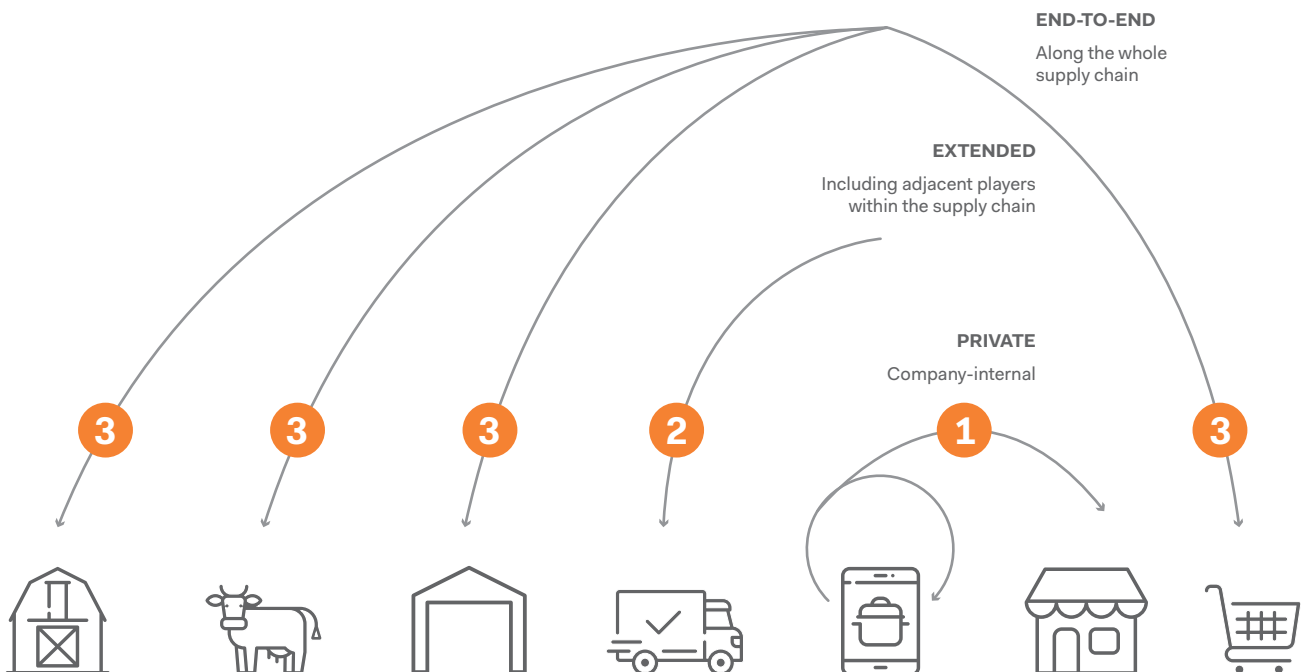 END-TO-END
Along the whole
supply chain
EXTENDED
Including adjacent players
within the supply chain
PRIVATE
Company-internal
3
3
3
2
1
3